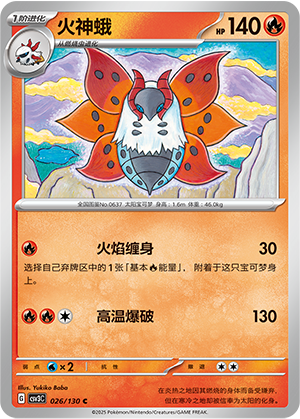 1阶进化
火神蛾
HP 140
从燃烧虫进化
全国图鉴No.0637 太阳宝可梦 身高：1.6m 体重：46.0kg
火焰缠身 30
选择自己弃牌区中的1张「基本能量」，附着于这只宝可梦身上。
高温爆破 130
弱点 ×2 抗性 撤退
Illus. Yukiko Baba
G CSV3C 026/130 C
在炎热之地因其燃烧的身体而备受敬畏，
但在寒冷之地却被信奉为太阳的化身。
©2025 Pokémon/Nintendo/Creatures/GAME FREAK.